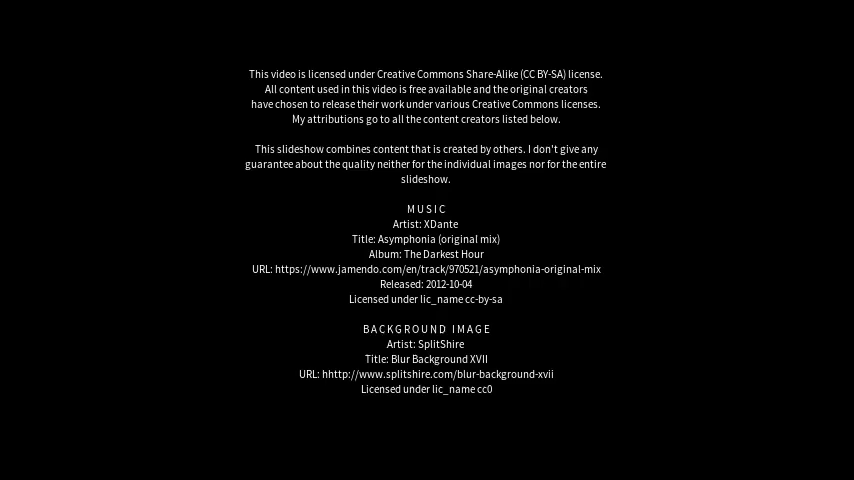 This video is licensed under Creative Commons Share-Alike (CC BY-SA) license.
All content used in this video is free available and the original creators
have chosen to release their work under various Creative Commons licenses.
My attributions go to all the content creators listed below.
This slideshow combines content that is created by others. I don't give any
guarantee about the quality neither for the individual images nor for the entire
slideshow.
MUSIC
Artist: XDante
Title: Asymphonia (original mix)
Album: The Darkest Hour
URL: https://www.jamendo.com/en/track/970521/asymphonia-original-mix
Released: 2012-10-04
Licensed under lic_name cc-by-sa
BACKGROUND IMAGE
Artist: SplitShire
Title: Blur Background XVII
URL: hhttp://www.splitshire.com/blur-background-xvii
Licensed under lic_name cc0